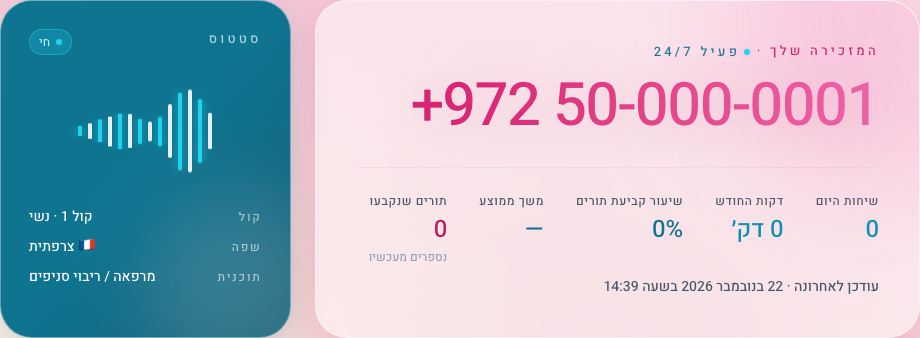 המזכירה שלך · פעיל 24/7
+972 50-000-0001
שיחות היום
0
דקות החודש
0 דק׳
שיעור קביעת תורים
0%
משך ממוצע
—
תורים שנקבעו
0
נספרים מעכשיו
עודכן לאחרונה · 22 בנובמבר 2026 בשעה 14:39
סטטוס
חי
קול קול 1 · נשי
שפה 🇫🇷 צרפתית
תוכנית מרפאה / ריבוי סניפים